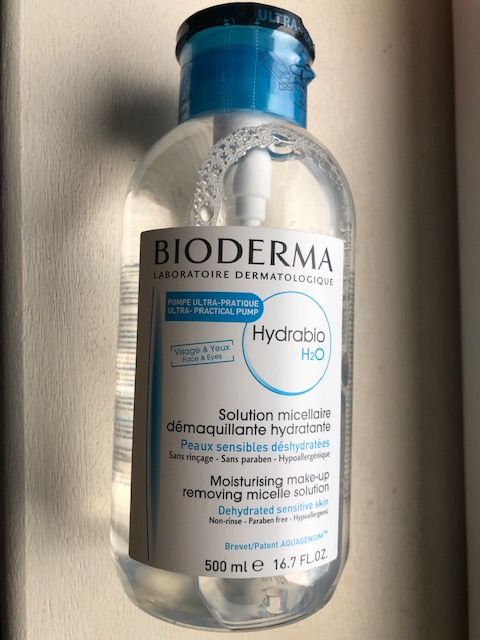 ULTRA-
BIODERMA
LABORATOIRE DERMATOLOGIQUE
POMPE ULTRA-PRATIQUE
ULTRA- PRACTICAL PUMP
Hydrabio
H2O
Visage & Yeux
Face & Eyes
Solution micellaire
démaquillante hydratante
Peaux sensibles déshydratées
Sans rinçage - Sans paraben - Hypoallergénique
Moisturising make-up
removing micelle solution
Dehydrated sensitive skin
Non-rinse - Paraben free - Hypoallergenic
Brevet/Patent AQUAGENIUM™
500 ml ℮ 16.7 FL.OZ.